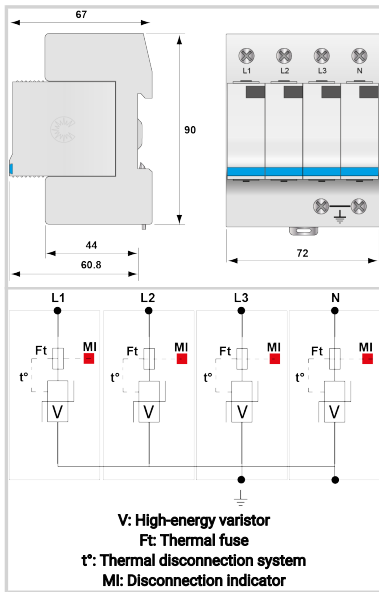 67
90
44
60.8
L1 L2 L3 N
72
L1 L2 L3 N
Ft MI Ft MI Ft MI Ft MI
t° t° t° t°
V V V V
V: High-energy varistor
Ft: Thermal fuse
t°: Thermal disconnection system
MI: Disconnection indicator